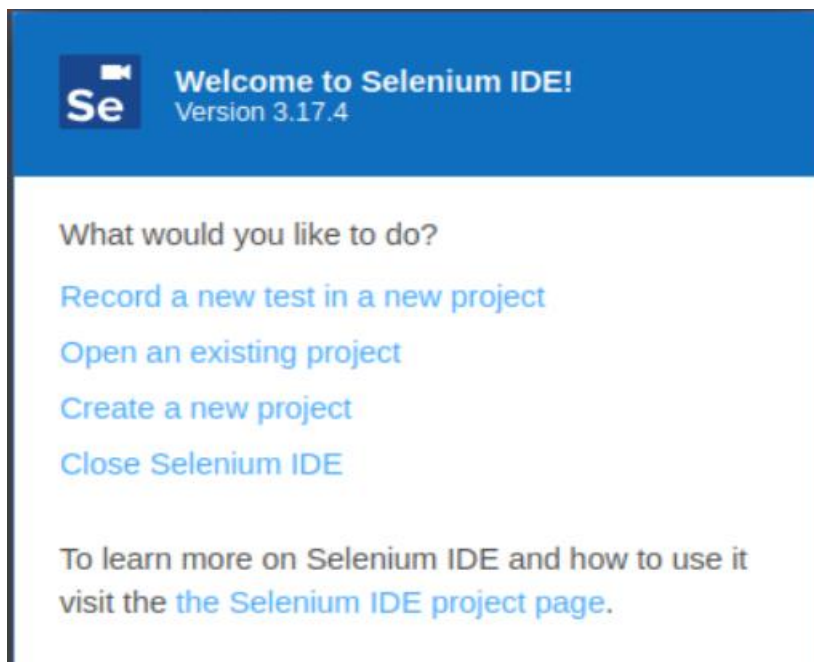 Se
Welcome to Selenium IDE!
Version 3.17.4
What would you like to do?
Record a new test in a new project
Open an existing project
Create a new project
Close Selenium IDE
To learn more on Selenium IDE and how to use it
visit the the Selenium IDE project page.